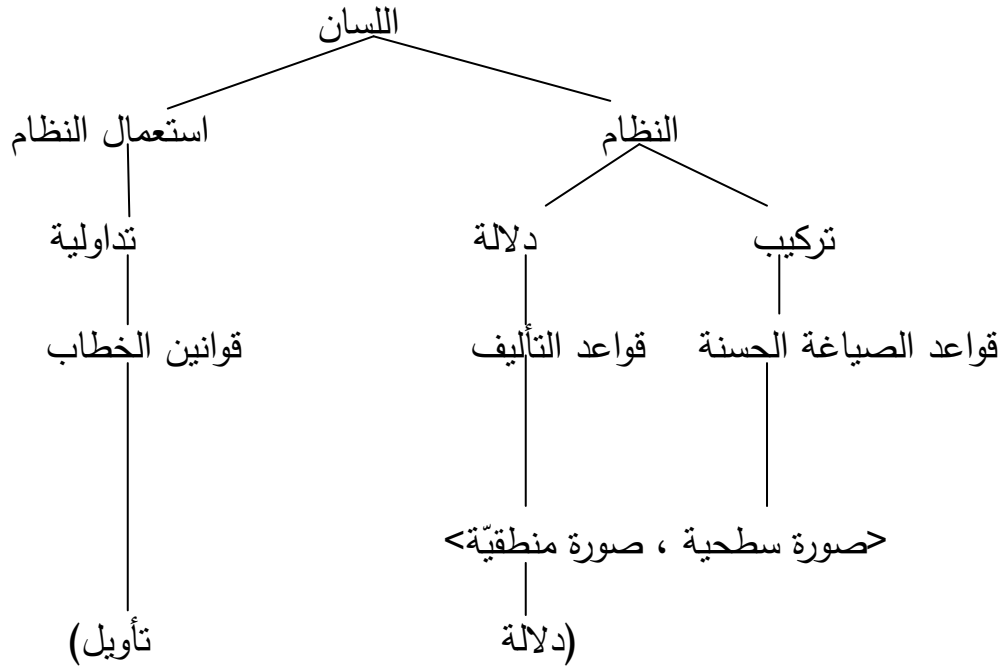 اللسان
النظام استعمال النظام
تركيب دلالة تداولية
قواعد الصياغة الحسنة قواعد التأليف قوانين الخطاب
<صورة سطحية ، صورة منطقيّة>
(دلالة تأويل)